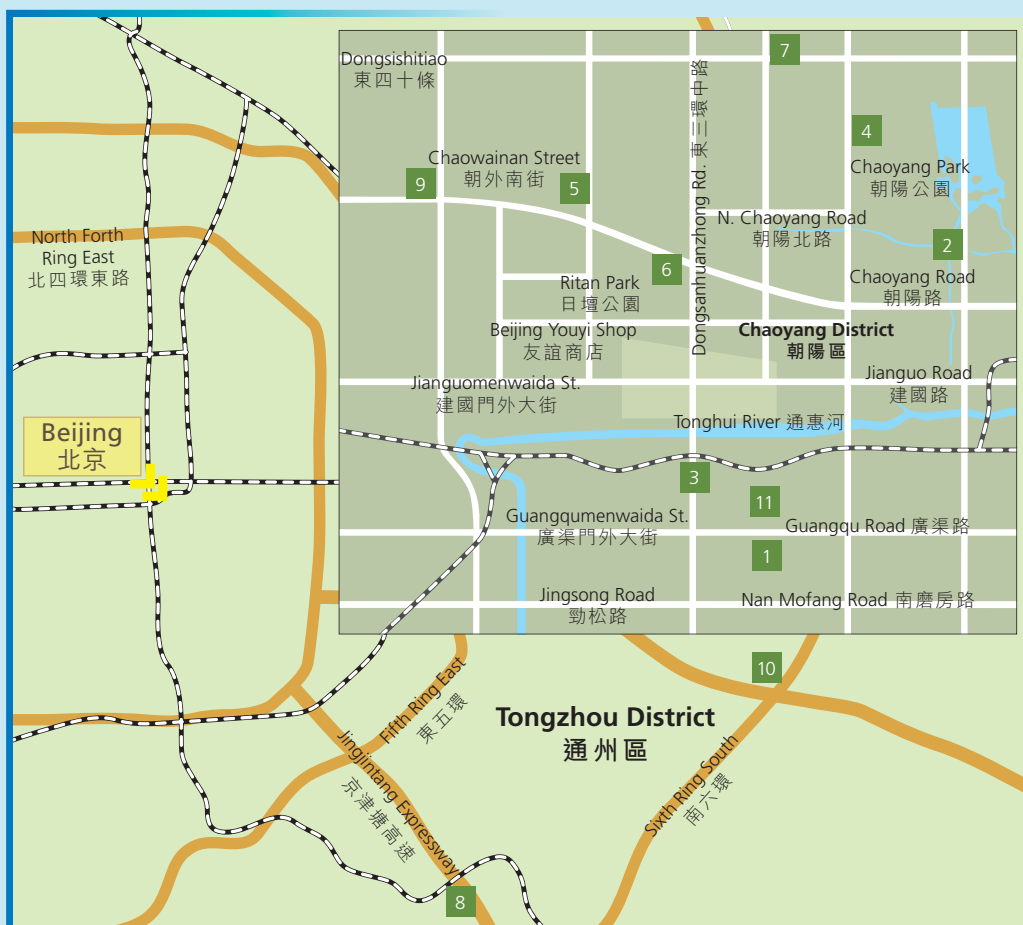 7
Dongsishitiao
東四十條
Dongsanhuanzhong Rd. 東三環中路
4
Chaowainan Street
朝外南街
Chaoyang Park
朝陽公園
9
5
N. Chaoyang Road
朝陽北路
2
North Forth
Ring East
北四環東路
6
Ritan Park
日壇公園
Chaoyang Road
朝陽路
Beijing Youyi Shop
友誼商店
Chaoyang District
朝陽區
Jianguomenwaida St.
建國門外大街
Jianguo Road
建國路
Tonghui River 通惠河
Beijing
北京
3
11
Guangqumenwaida St.
廣渠門外大街
Guangqu Road 廣渠路
1
Jingsong Road
勁松路
Nan Mofang Road 南磨房路
10
Fifth Ring East
東五環
Tongzhou District
通州區
Jingjintang Expressway
京津塘高速
Sixth Ring South
南六環
8